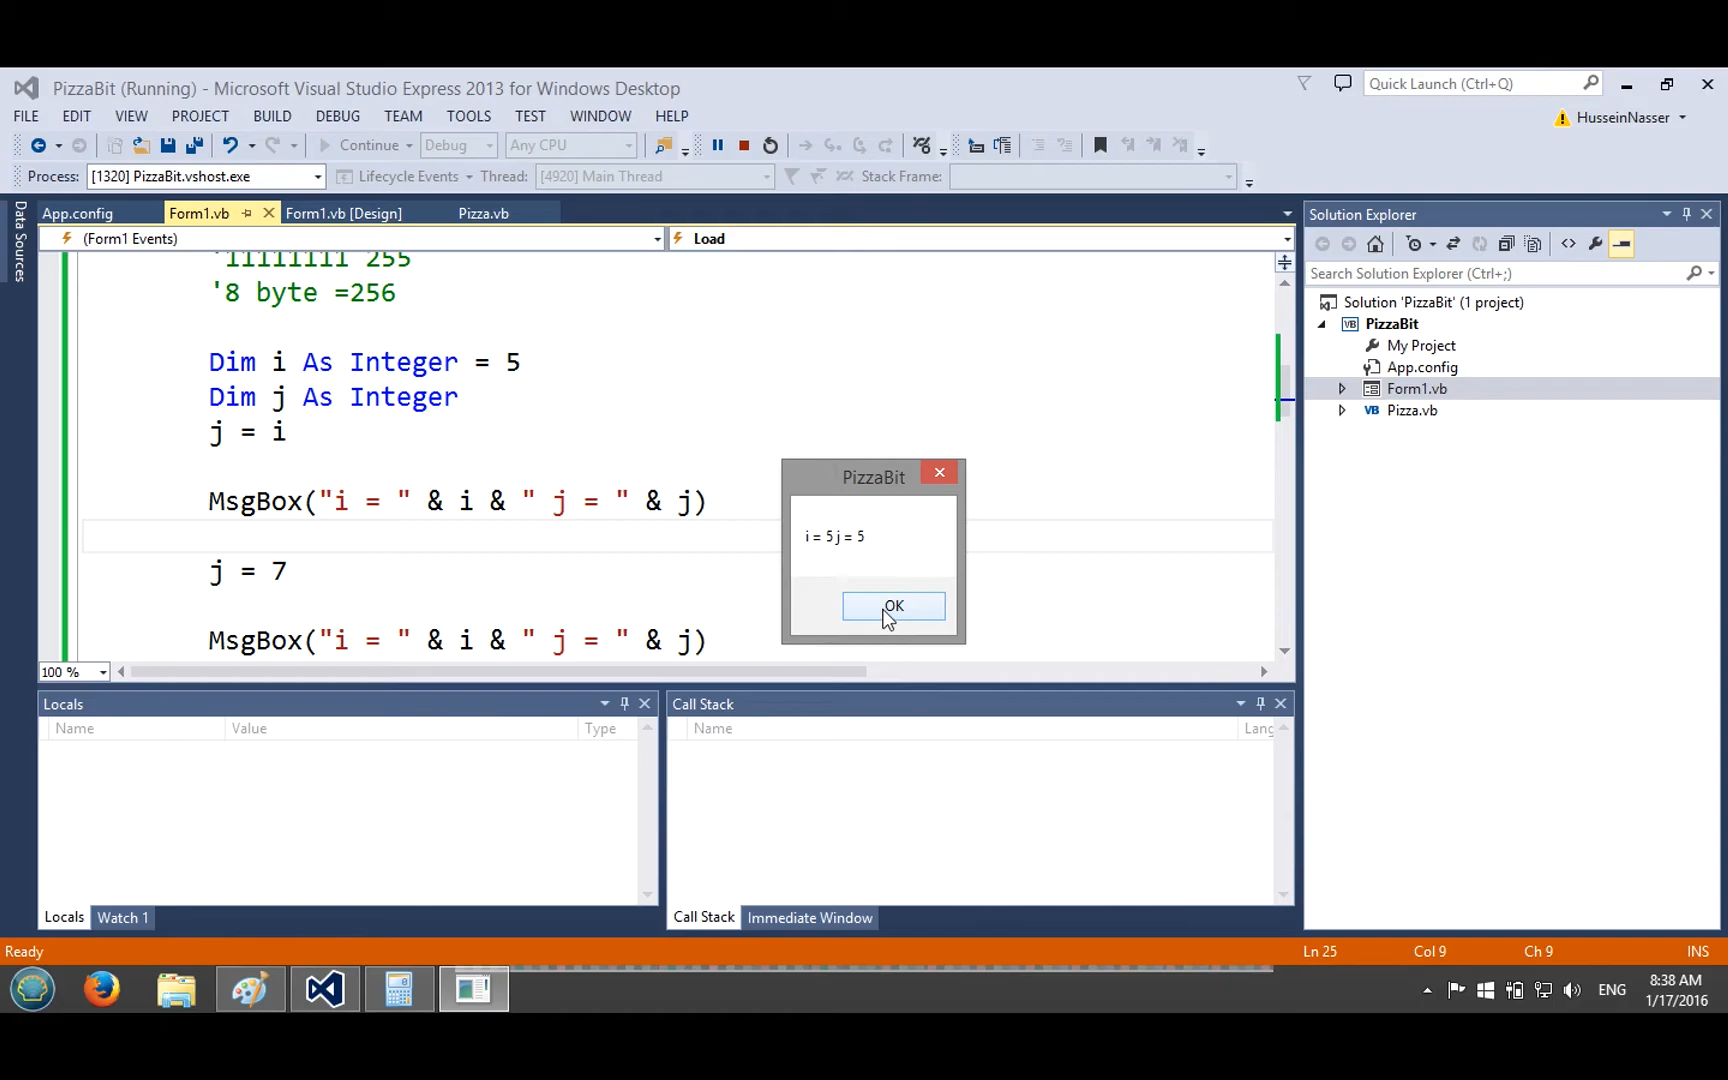 PizzaBit (Running) - Microsoft Visual Studio Express 2013 for Windows Desktop
Quick Launch (Ctrl+Q)
FILE EDIT VIEW PROJECT BUILD DEBUG TEAM TOOLS TEST WINDOW HELP
HusseinNasser
Continue Debug Any CPU
Process: [1320] PizzaBit.vshost.exe Lifecycle Events Thread: [4920] Main Thread Stack Frame:
Data Sources
App.config Form1.vb Form1.vb [Design] Pizza.vb
(Form1 Events) Load
'11111111 255
'8 byte =256
Dim i As Integer = 5
Dim j As Integer
j = i
MsgBox("i = " & i & " j = " & j)
j = 7
MsgBox("i = " & i & " j = " & j)
100 %
PizzaBit
i = 5 j = 5
OK
Solution Explorer
Search Solution Explorer (Ctrl+;)
Solution 'PizzaBit' (1 project)
VB PizzaBit
My Project
App.config
Form1.vb
VB Pizza.vb
Locals
Name Value Type
Locals Watch 1
Call Stack
Name Lang
Call Stack Immediate Window
Ready Ln 25 Col 9 Ch 9 INS
ENG
8:38 AM
1/17/2016